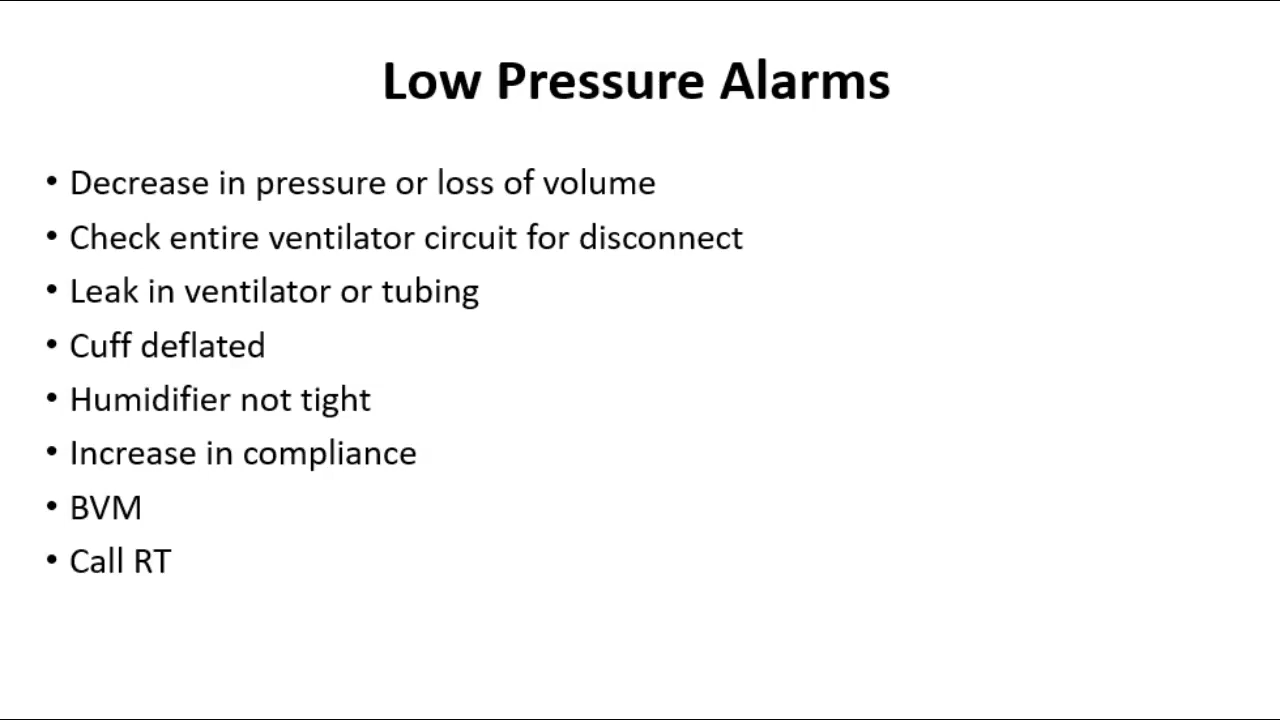 Low Pressure Alarms
• Decrease in pressure or loss of volume
• Check entire ventilator circuit for disconnect
• Leak in ventilator or tubing
• Cuff deflated
• Humidifier not tight
• Increase in compliance
• BVM
• Call RT